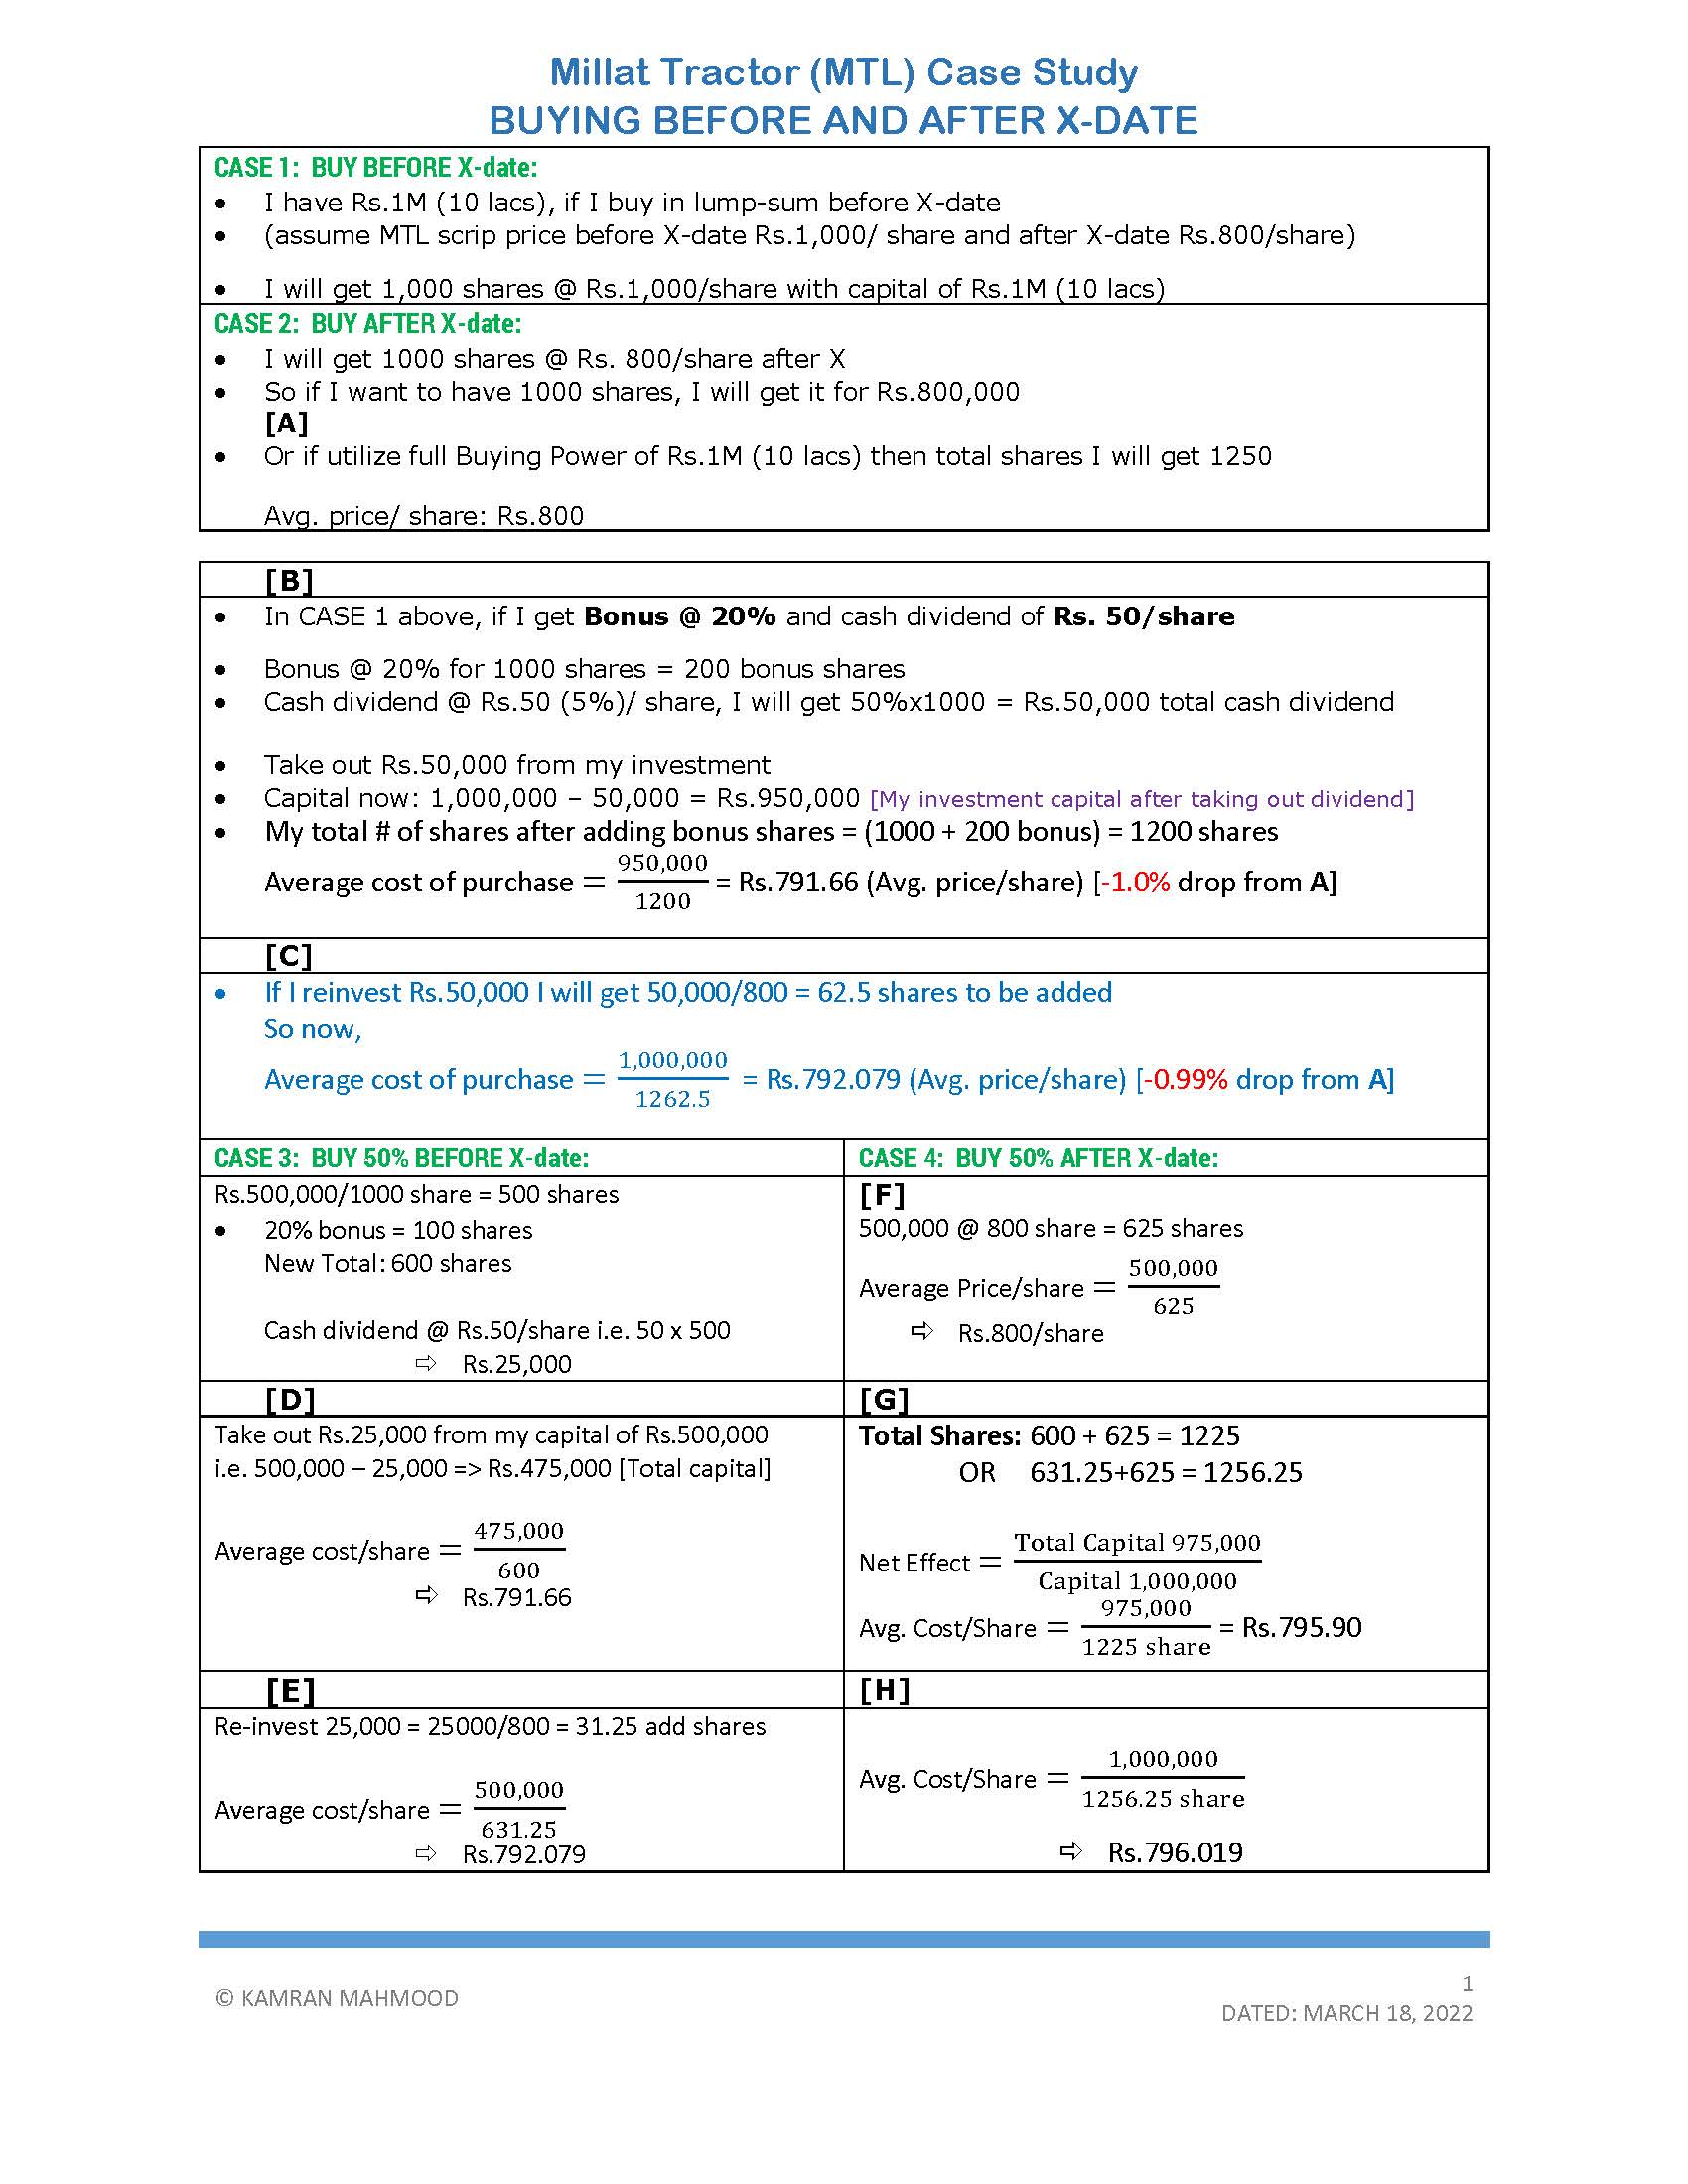 Millat Tractor (MTL) Case Study
BUYING BEFORE AND AFTER X-DATE
CASE 1: BUY BEFORE X-date:
• I have Rs.1M (10 lacs), if I buy in lump-sum before X-date
• (assume MTL scrip price before X-date Rs.1,000/ share and after X-date Rs.800/share)
• I will get 1,000 shares @ Rs.1,000/share with capital of Rs.1M (10 lacs)
CASE 2: BUY AFTER X-date:
• I will get 1000 shares @ Rs. 800/share after X
• So if I want to have 1000 shares, I will get it for Rs.800,000
[A]
• Or if utilize full Buying Power of Rs.1M (10 lacs) then total shares I will get 1250
Avg. price/ share: Rs.800
[B]
• In CASE 1 above, if I get Bonus @ 20% and cash dividend of Rs. 50/share
• Bonus @ 20% for 1000 shares = 200 bonus shares
• Cash dividend @ Rs.50 (5%)/ share, I will get 50%x1000 = Rs.50,000 total cash dividend
• Take out Rs.50,000 from my investment
• Capital now: 1,000,000 – 50,000 = Rs.950,000 [My investment capital after taking out dividend]
• My total # of shares after adding bonus shares = (1000 + 200 bonus) = 1200 shares
Average cost of purchase = 950,000/1200 = Rs.791.66 (Avg. price/share) [-1.0% drop from A]
[C]
• If I reinvest Rs.50,000 I will get 50,000/800 = 62.5 shares to be added
So now,
Average cost of purchase = 1,000,000/1262.5 = Rs.792.079 (Avg. price/share) [-0.99% drop from A]
CASE 3: BUY 50% BEFORE X-date:
Rs.500,000/1000 share = 500 shares
• 20% bonus = 100 shares
New Total: 600 shares
Cash dividend @ Rs.50/share i.e. 50 x 500
⇨ Rs.25,000
CASE 4: BUY 50% AFTER X-date:
[F]
500,000 @ 800 share = 625 shares
Average Price/share = 500,000/625
⇨ Rs.800/share
[D]
Take out Rs.25,000 from my capital of Rs.500,000
i.e. 500,000 – 25,000 => Rs.475,000 [Total capital]
Average cost/share = 475,000/600
⇨ Rs.791.66
[G]
Total Shares: 600 + 625 = 1225
OR 631.25+625 = 1256.25
Net Effect = Total Capital 975,000/Capital 1,000,000
Avg. Cost/Share = 975,000/1225 share = Rs.795.90
[E]
Re-invest 25,000 = 25000/800 = 31.25 add shares
Average cost/share = 500,000/631.25
⇨ Rs.792.079
[H]
Avg. Cost/Share = 1,000,000/1256.25 share
⇨ Rs.796.019
© KAMRAN MAHMOOD
1
DATED: MARCH 18, 2022